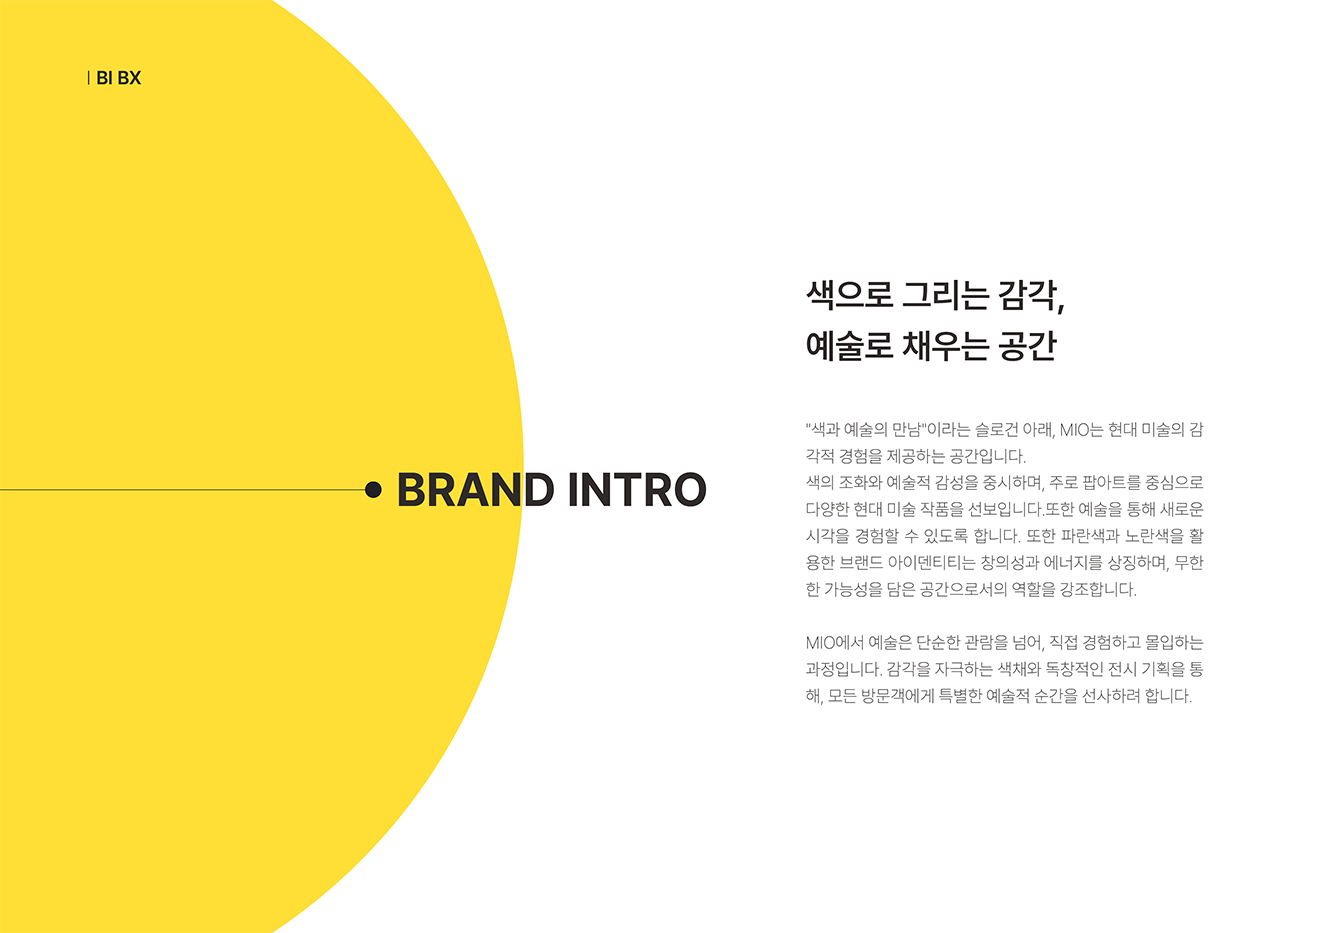 | BI BX
BRAND INTRO
색으로 그리는 감각,
예술로 채우는 공간
"색과 예술의 만남"이라는 슬로건 아래, MIO는 현대 미술의 감
각적 경험을 제공하는 공간입니다.
색의 조화와 예술적 감성을 중시하며, 주로 팝아트를 중심으로
다양한 현대 미술 작품을 선보입니다.또한 예술을 통해 새로운
시각을 경험할 수 있도록 합니다. 또한 파란색과 노란색을 활
용한 브랜드 아이덴티티는 창의성과 에너지를 상징하며, 무한
한 가능성을 담은 공간으로서의 역할을 강조합니다.
MIO에서 예술은 단순한 관람을 넘어, 직접 경험하고 몰입하는
과정입니다. 감각을 자극하는 색채와 독창적인 전시 기획을 통
해, 모든 방문객에게 특별한 예술적 순간을 선사하려 합니다.